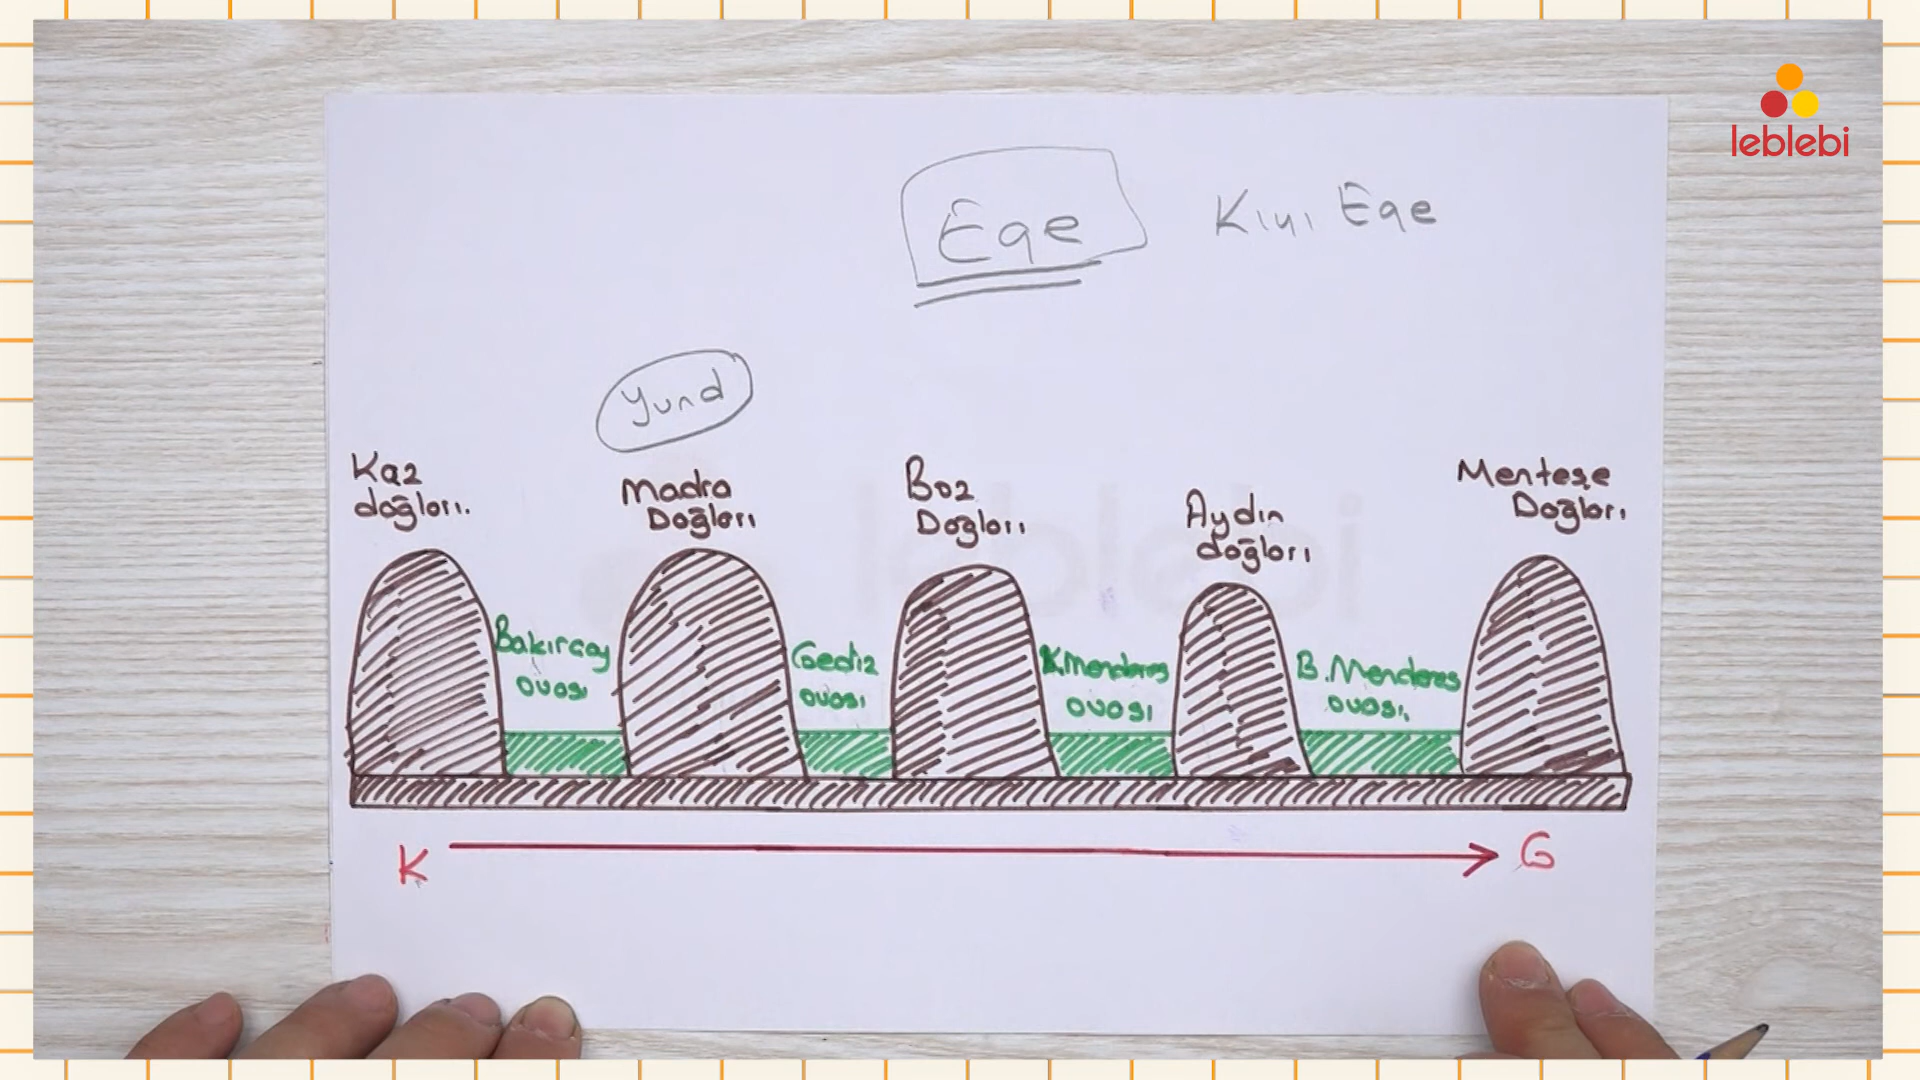 leblebi
Ege
Kıyı Ege
Yund
Kaz
dağları.
Madra
Dağları
Boz
Dağları
Aydın
dağları
Menteşe
Dağları
Bakırçay
ovası
Gediz
ovası
K.Menderes
ovası
B.Menderes
ovası
K
G